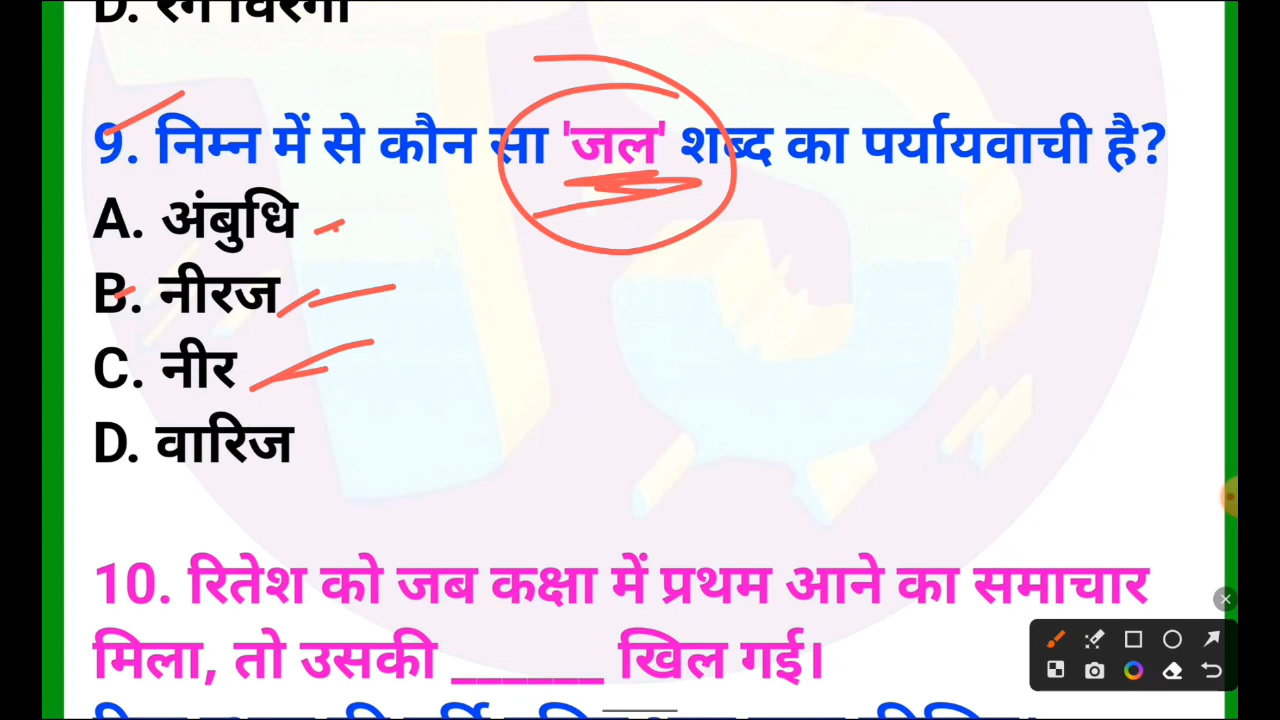 9. निम्न में से कौन सा 'जल' शब्द का पर्यायवाची है?
A. अंबुधि
B. नीरज
C. नीर
D. वारिज
10. रितेश को जब कक्षा में प्रथम आने का समाचार
मिला, तो उसकी ______ खिल गई।